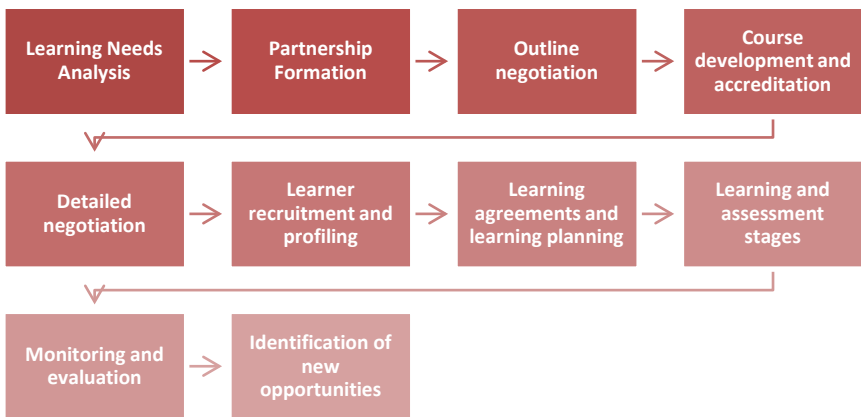 Learning Needs
Analysis
Partnership
Formation
Outline
negotiation
Course
development and
accreditation
Detailed
negotiation
Learner
recruitment and
profiling
Learning
agreements and
learning planning
Learning and
assessment
stages
Monitoring and
evaluation
Identification of
new
opportunities